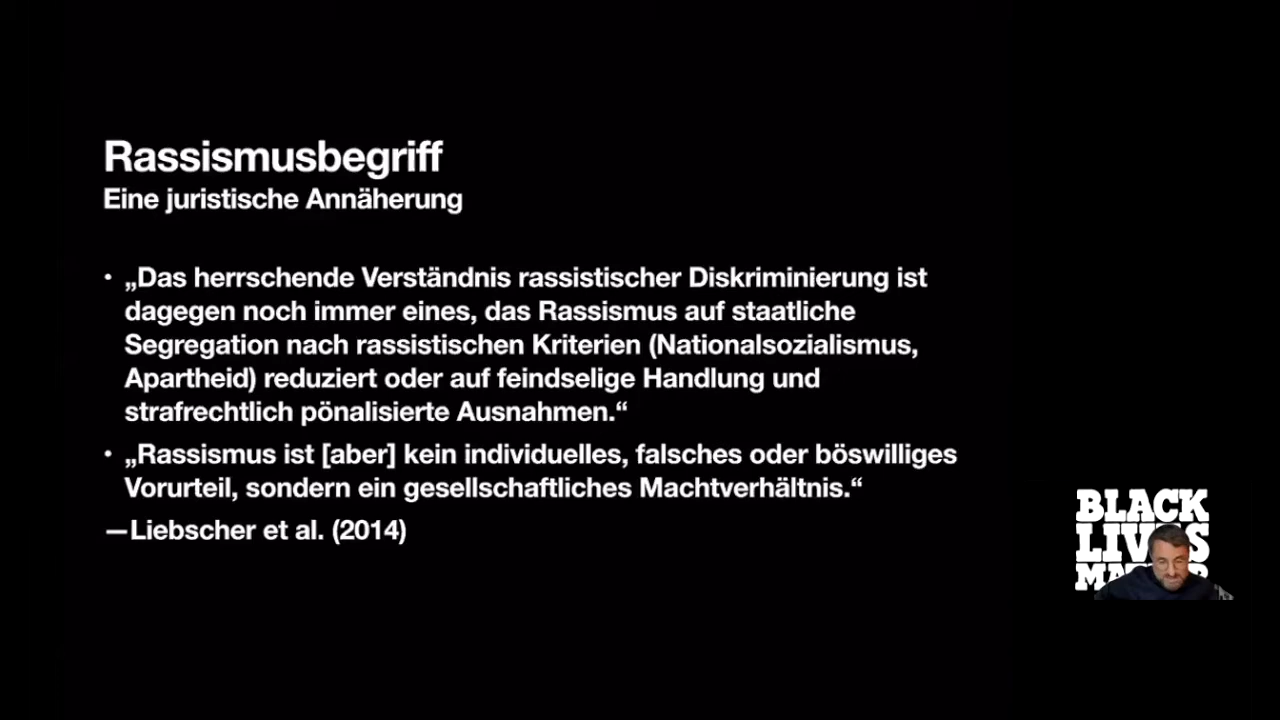 Rassismusbegriff
Eine juristische Annäherung
• „Das herrschende Verständnis rassistischer Diskriminierung ist
dagegen noch immer eines, das Rassismus auf staatliche
Segregation nach rassistischen Kriterien (Nationalsozialismus,
Apartheid) reduziert oder auf feindselige Handlung und
strafrechtlich pönalisierte Ausnahmen.“
• „Rassismus ist [aber] kein individuelles, falsches oder böswilliges
Vorurteil, sondern ein gesellschaftliches Machtverhältnis.“
—Liebscher et al. (2014)
BLACK